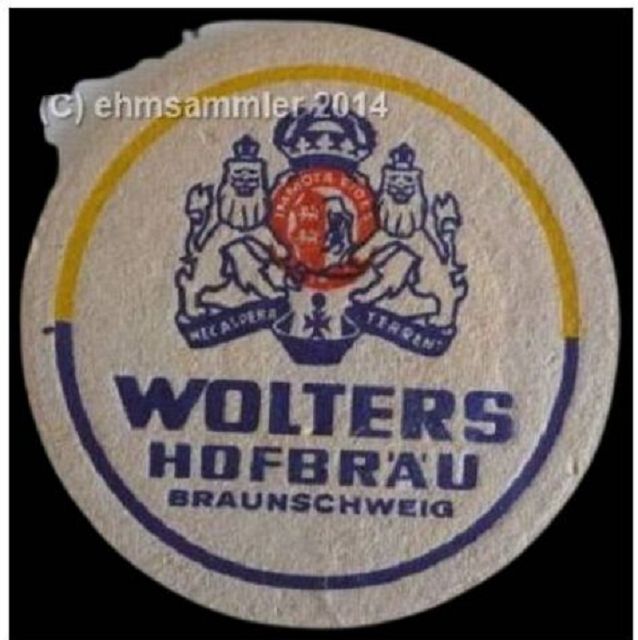 (C) ehmsammler 2014
IMMOTA FIDES
NEC ASPERA TERRENT
WOLTERS
HOFBRÄU
BRAUNSCHWEIG